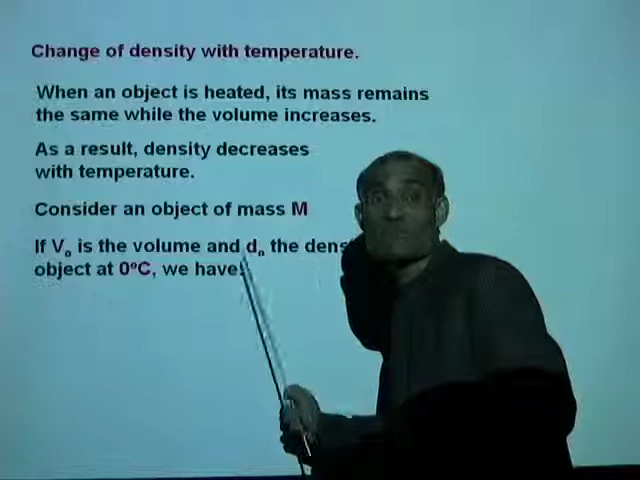 Change of density with temperature.
When an object is heated, its mass remains
the same while the volume increases.
As a result, density decreases
with temperature.
Consider an object of mass M
If V₀ is the volume and d₀ the dens
object at 0ºC, we have: